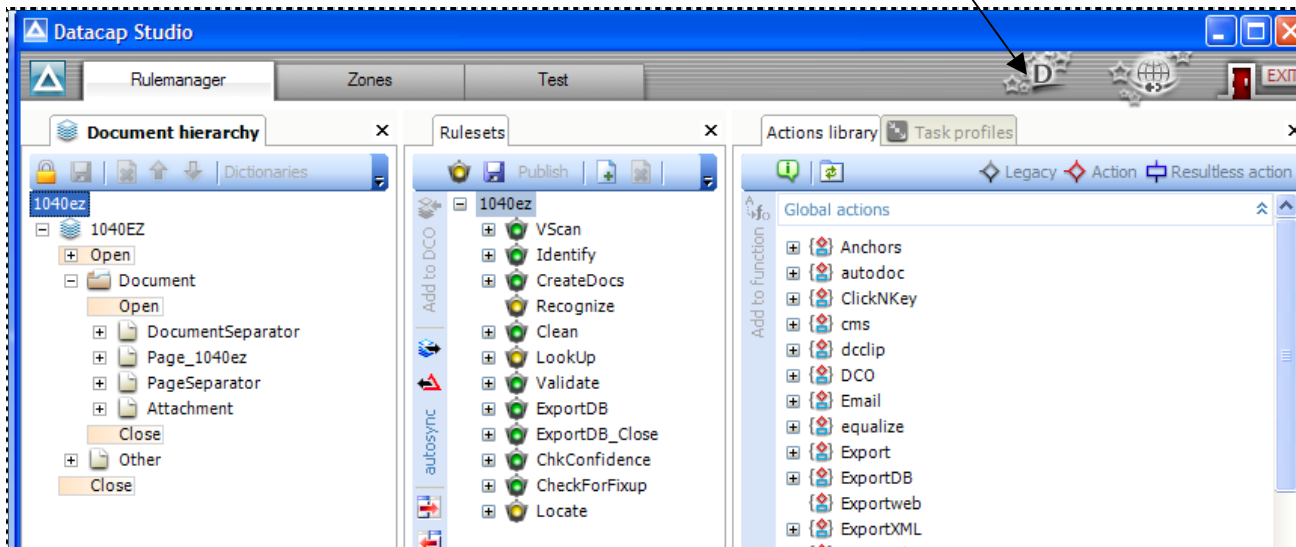 Datacap Studio
Rulemanager Zones Test D EXIT
Document hierarchy
Dictionaries
1040ez
1040EZ
Open
Document
Open
DocumentSeparator
Page_1040ez
PageSeparator
Attachment
Close
Other
Close
Rulesets
Publish
Add to DCO
autosync
1040ez
VScan
Identify
CreateDocs
Recognize
Clean
LookUp
Validate
ExportDB
ExportDB_Close
ChkConfidence
CheckForFixup
Locate
Actions library Task profiles
Legacy Action Resultless action
Add to function
Global actions
Anchors
autodoc
ClickNKey
cms
dcclip
DCO
Email
equalize
Export
ExportDB
Exportweb
ExportXML